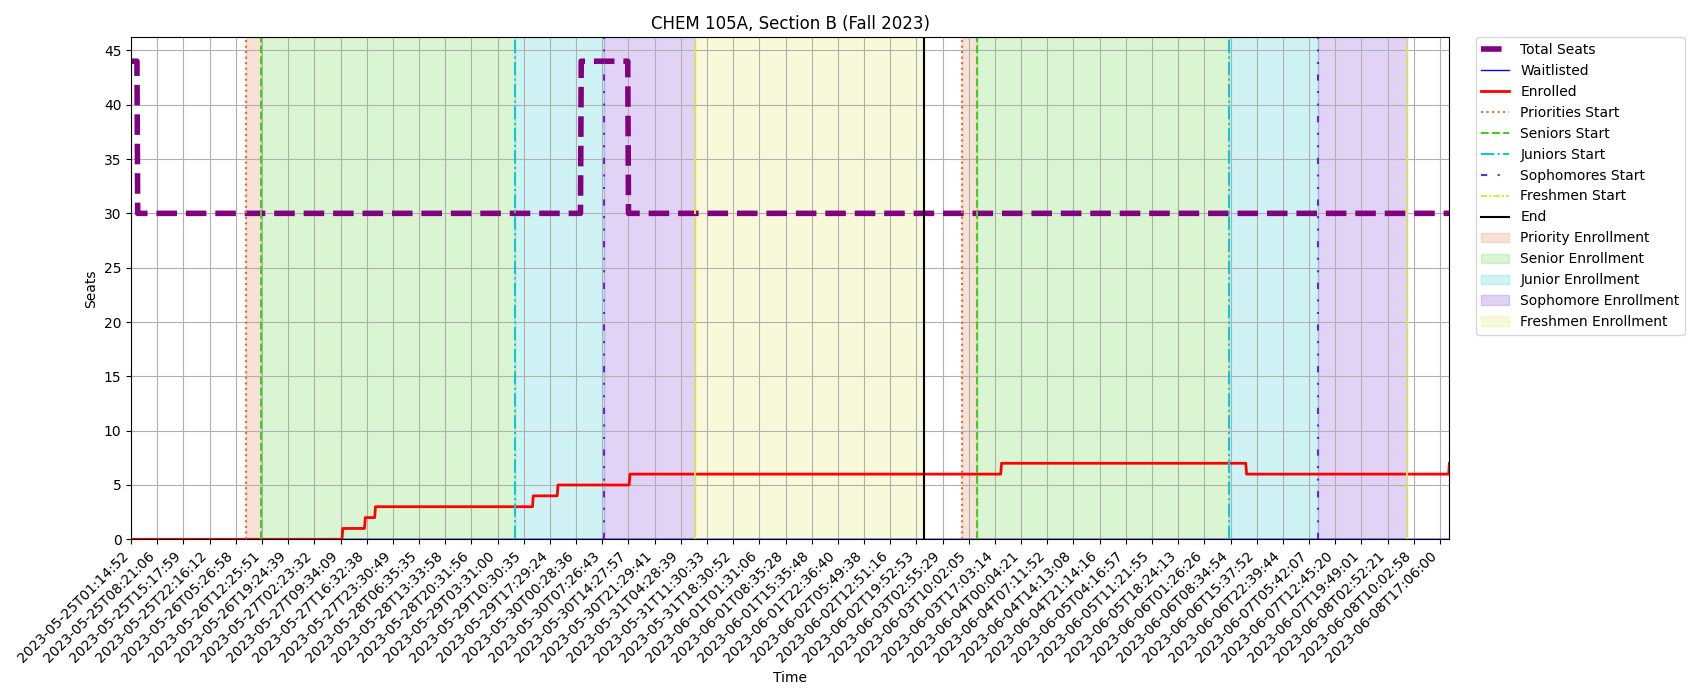 CHEM 105A, Section B (Fall 2023)
45
40
35
30
25
20
15
10
5
0
Seats
2023-05-25T01:14:52
2023-05-25T08:21:06
2023-05-25T15:17:59
2023-05-25T22:16:12
2023-05-26T05:26:58
2023-05-26T12:25:51
2023-05-26T19:24:39
2023-05-27T02:23:32
2023-05-27T09:34:09
2023-05-27T16:32:38
2023-05-27T23:30:49
2023-05-28T06:35:35
2023-05-28T13:33:58
2023-05-28T20:31:56
2023-05-29T03:31:00
2023-05-29T10:30:35
2023-05-29T17:29:24
2023-05-30T00:28:36
2023-05-30T07:26:43
2023-05-30T14:27:57
2023-05-30T21:29:41
2023-05-31T04:28:39
2023-05-31T11:30:33
2023-05-31T18:30:52
2023-06-01T01:31:06
2023-06-01T08:35:28
2023-06-01T15:35:48
2023-06-01T22:36:40
2023-06-02T05:49:38
2023-06-02T12:51:16
2023-06-02T19:52:53
2023-06-03T02:55:29
2023-06-03T10:02:05
2023-06-03T17:03:14
2023-06-04T00:04:21
2023-06-04T07:11:52
2023-06-04T14:13:08
2023-06-04T21:14:16
2023-06-05T04:16:57
2023-06-05T11:21:55
2023-06-05T18:24:13
2023-06-06T01:26:26
2023-06-06T08:34:54
2023-06-06T15:37:52
2023-06-06T22:39:44
2023-06-07T05:42:07
2023-06-07T12:45:20
2023-06-07T19:49:01
2023-06-08T02:52:21
2023-06-08T10:02:58
2023-06-08T17:06:00
Time
Total Seats
Waitlisted
Enrolled
Priorities Start
Seniors Start
Juniors Start
Sophomores Start
Freshmen Start
End
Priority Enrollment
Senior Enrollment
Junior Enrollment
Sophomore Enrollment
Freshmen Enrollment